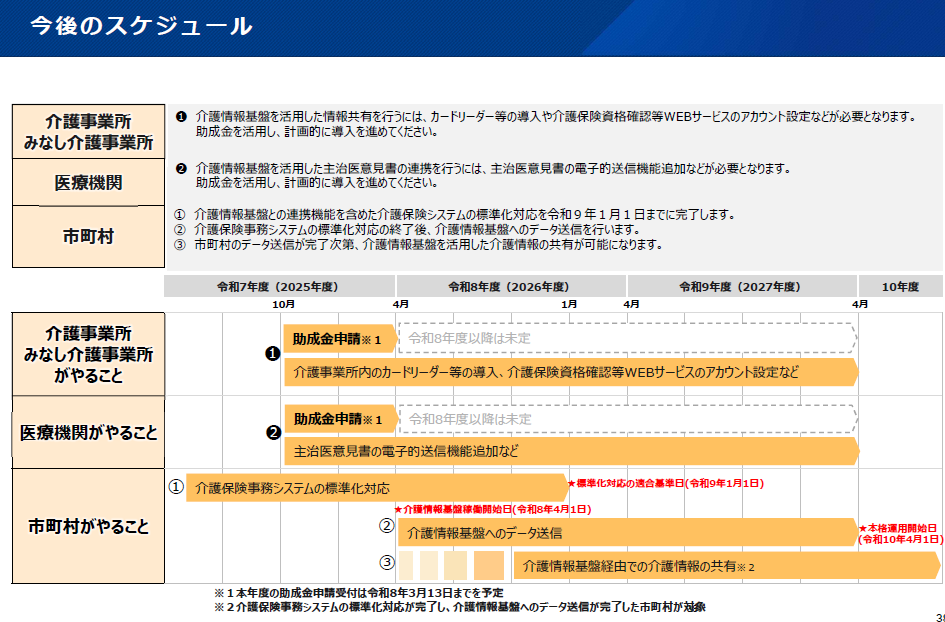 今後のスケジュール
介護事業所
みなし介護事業所
❶ 介護情報基盤を活用した情報共有を行うには、カードリーダー等の導入や介護保険資格確認等WEBサービスのアカウント設定などが必要となります。
助成金を活用し、計画的に導入を進めてください。
医療機関
❷ 介護情報基盤を活用した主治医意見書の連携を行うには、主治医意見書の電子的送信機能追加などが必要となります。
助成金を活用し、計画的に導入を進めてください。
市町村
① 介護情報基盤との連携機能を含めた介護保険システムの標準化対応を令和9年1月1日までに完了します。
② 介護保険事務システムの標準化対応の終了後、介護情報基盤へのデータ送信を行います。
③ 市町村のデータ送信が完了次第、介護情報基盤を活用した介護情報の共有が可能になります。
令和7年度（2025年度） 令和8年度（2026年度） 令和9年度（2027年度） 10年度
10月 4月 1月 4月 4月
介護事業所
みなし介護事業所
がやること
❶
助成金申請※1 令和8年度以降は未定
介護事業所内のカードリーダー等の導入、介護保険資格確認等WEBサービスのアカウント設定など
医療機関がやること
❷
助成金申請※1 令和8年度以降は未定
主治医意見書の電子的送信機能追加など
市町村がやること
① 介護保険事務システムの標準化対応 ★標準化対応の適合基準日(令和9年1月1日)
★介護情報基盤稼働開始日(令和8年4月1日)
② 介護情報基盤へのデータ送信 ★本格運用開始日
(令和10年4月1日)
③ 介護情報基盤経由での介護情報の共有※2
※1本年度の助成金申請受付は令和8年3月13日までを予定
※2介護保険事務システムの標準化対応が完了し、介護情報基盤へのデータ送信が完了した市町村が対象